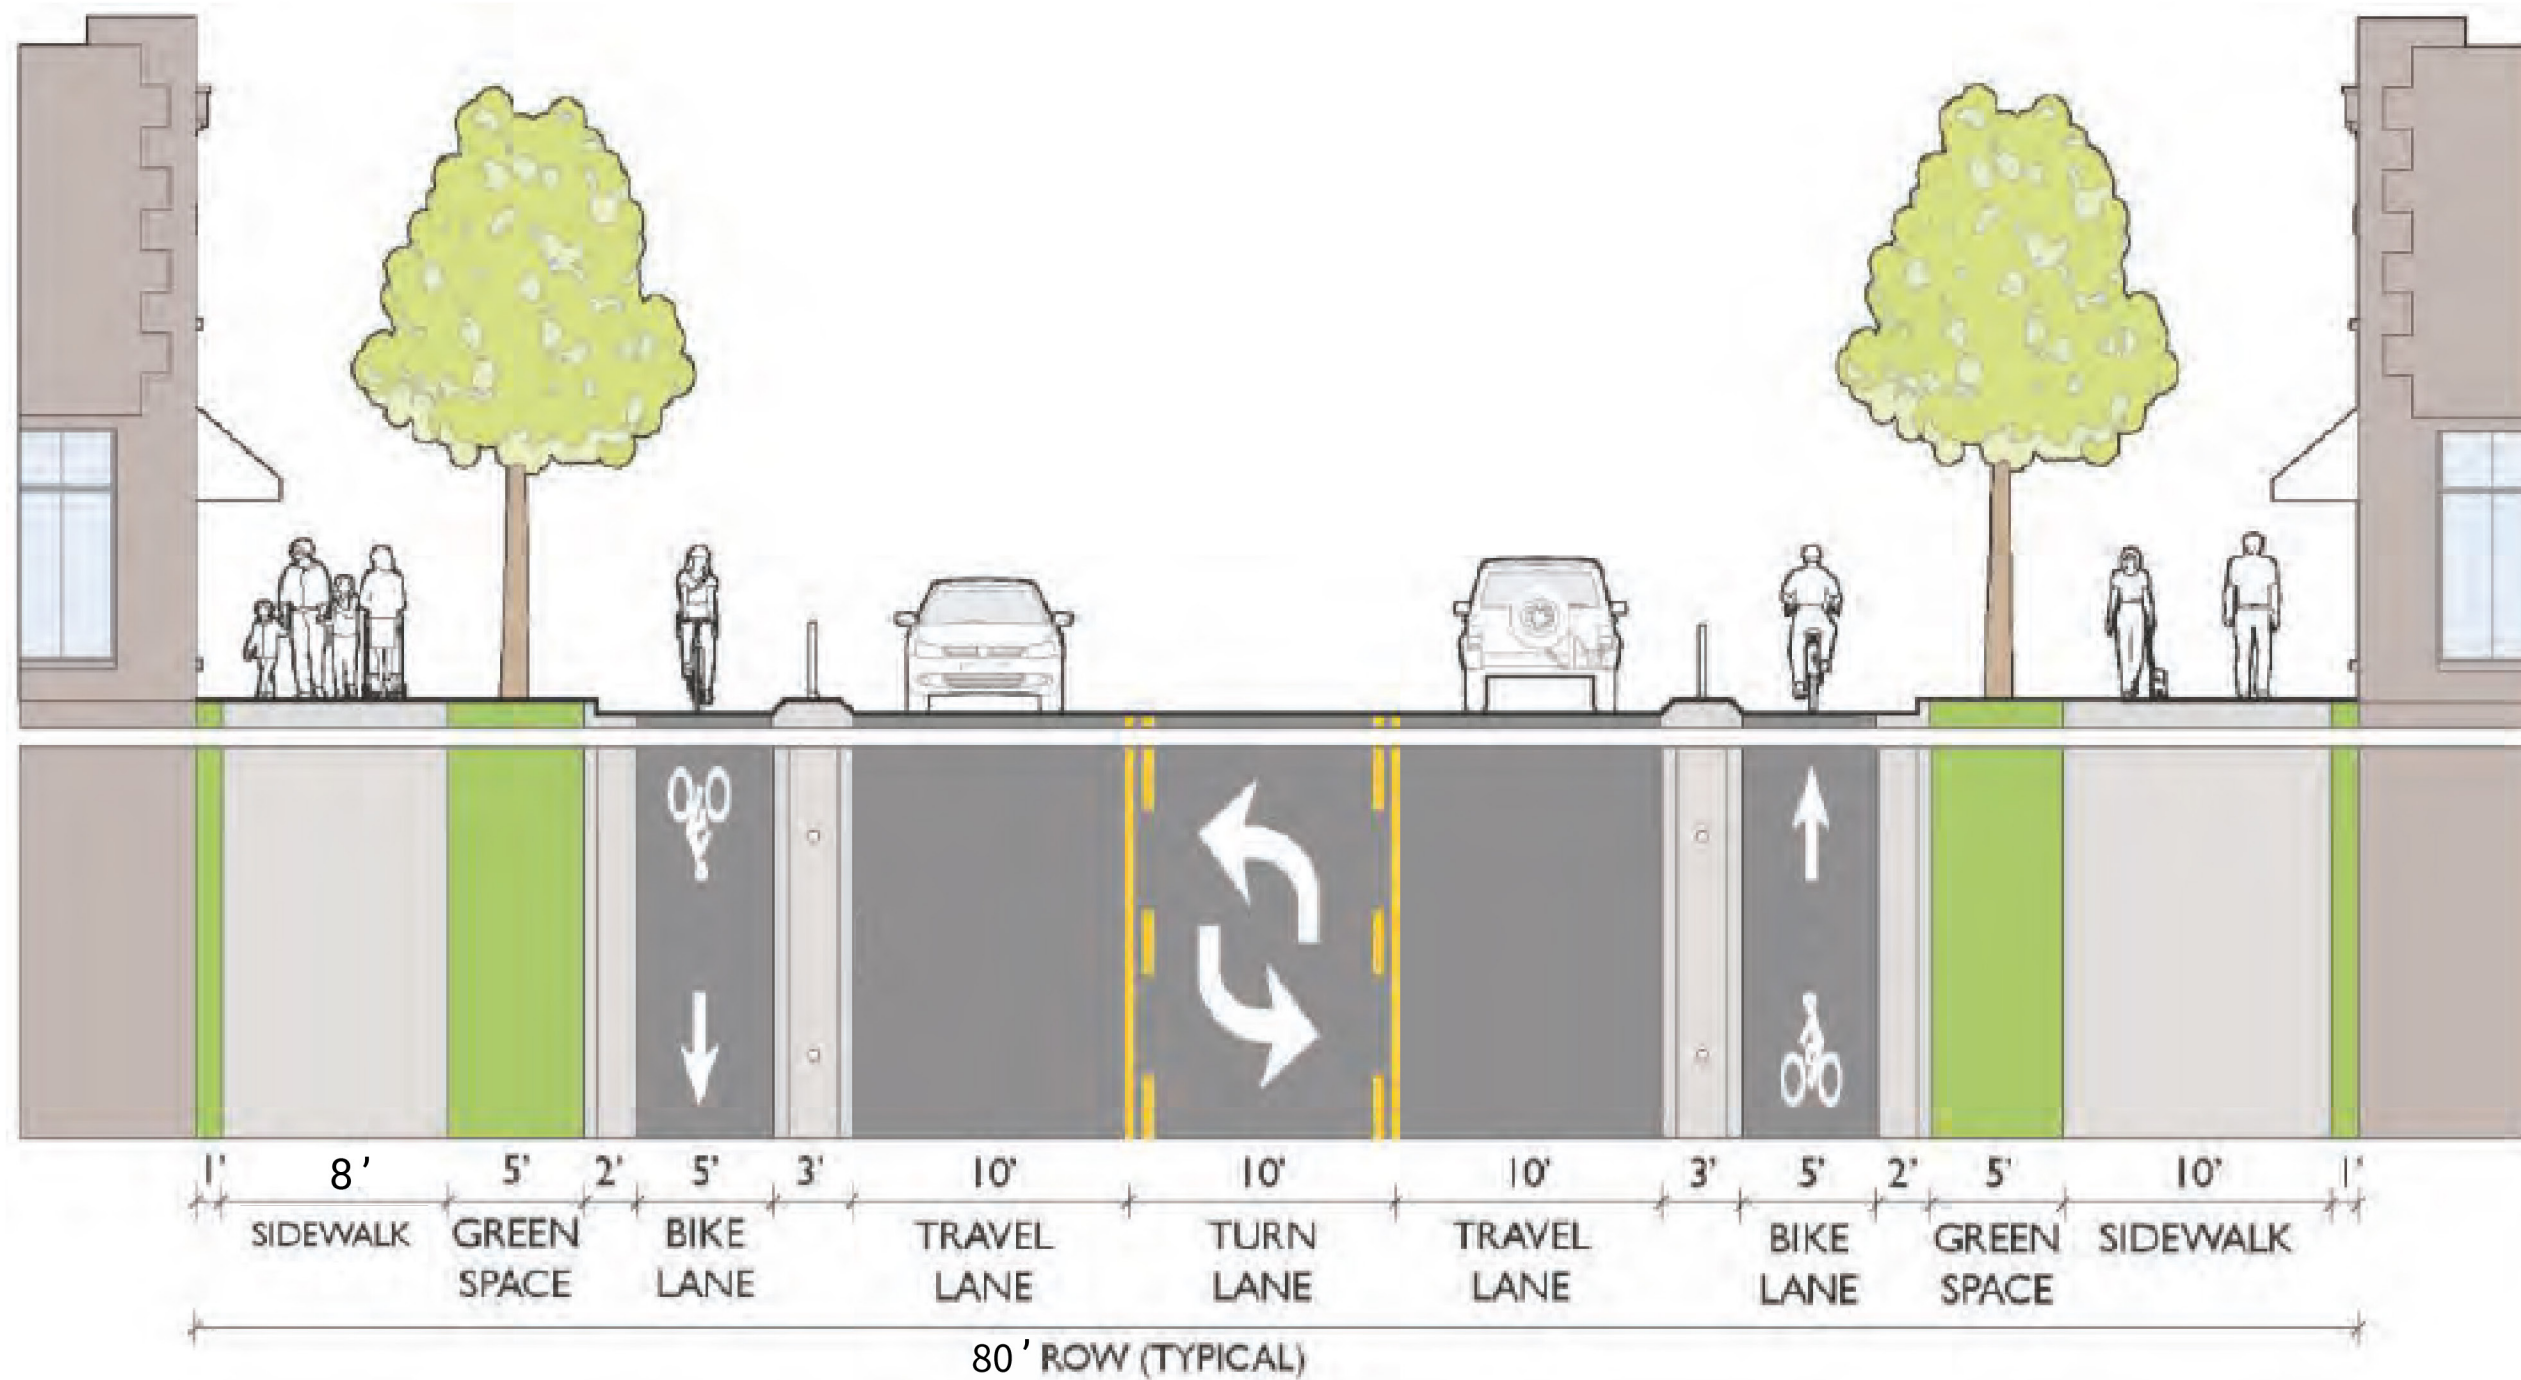 1' 8' 5' 2' 5' 3' 10' 10' 10' 3' 5' 2' 5' 10' 1'
SIDEWALK GREEN SPACE BIKE LANE TRAVEL LANE TURN LANE TRAVEL LANE BIKE LANE GREEN SPACE SIDEWALK
80' ROW (TYPICAL)